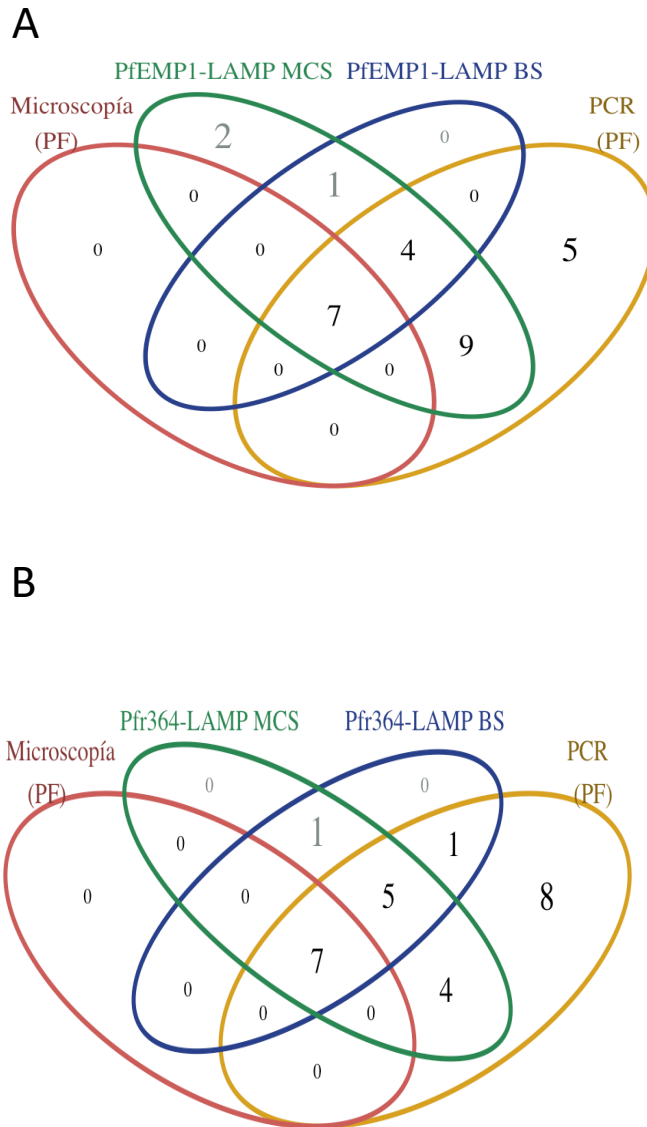 A
PfEMP1-LAMP MCS PfEMP1-LAMP BS
Microscopía PCR
(PF) (PF)
2 0
0 1 0
0 0 4 5
7
0 9
0 0
0
B
Pfr364-LAMP MCS Pfr364-LAMP BS
Microscopía PCR
(PF) (PF)
0 0
0 1 1
0 0 5 8
7
0 4
0 0
0